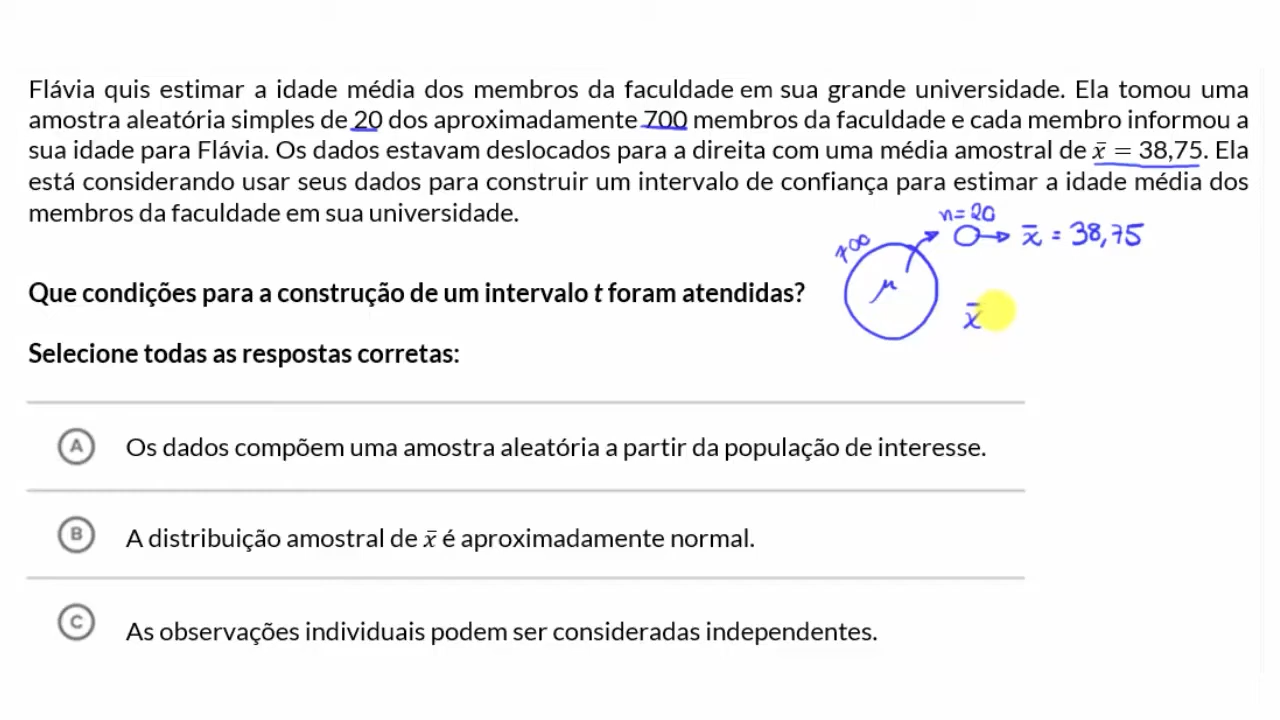 Flávia quis estimar a idade média dos membros da faculdade em sua grande universidade. Ela tomou uma
amostra aleatória simples de 20 dos aproximadamente 700 membros da faculdade e cada membro informou a
sua idade para Flávia. Os dados estavam deslocados para a direita com uma média amostral de x̄ = 38,75. Ela
está considerando usar seus dados para construir um intervalo de confiança para estimar a idade média dos
membros da faculdade em sua universidade.
n=20
700
x̄ = 38,75
μ
x̄
Que condições para a construção de um intervalo t foram atendidas?
Selecione todas as respostas corretas:
A Os dados compõem uma amostra aleatória a partir da população de interesse.
B A distribuição amostral de x̄ é aproximadamente normal.
C As observações individuais podem ser consideradas independentes.